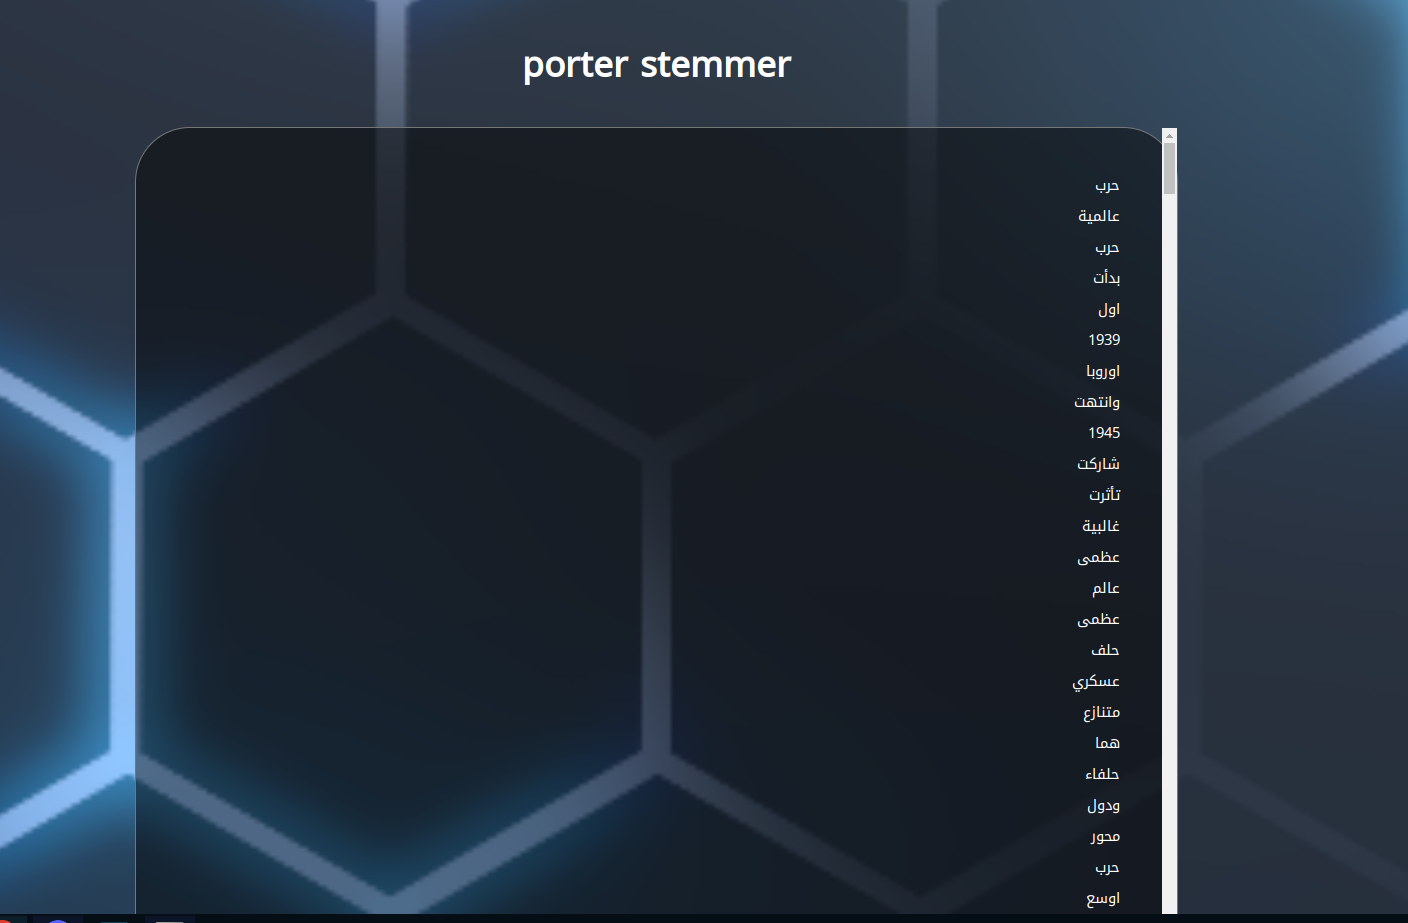 porter stemmer
حرب
عالمية
حرب
بدأت
اول
1939
اوروبا
وانتهت
1945
شاركت
تأثرت
غالبية
عظمى
عالم
عظمى
حلف
عسكري
متنازع
هما
حلفاء
ودول
محور
حرب
اوسع